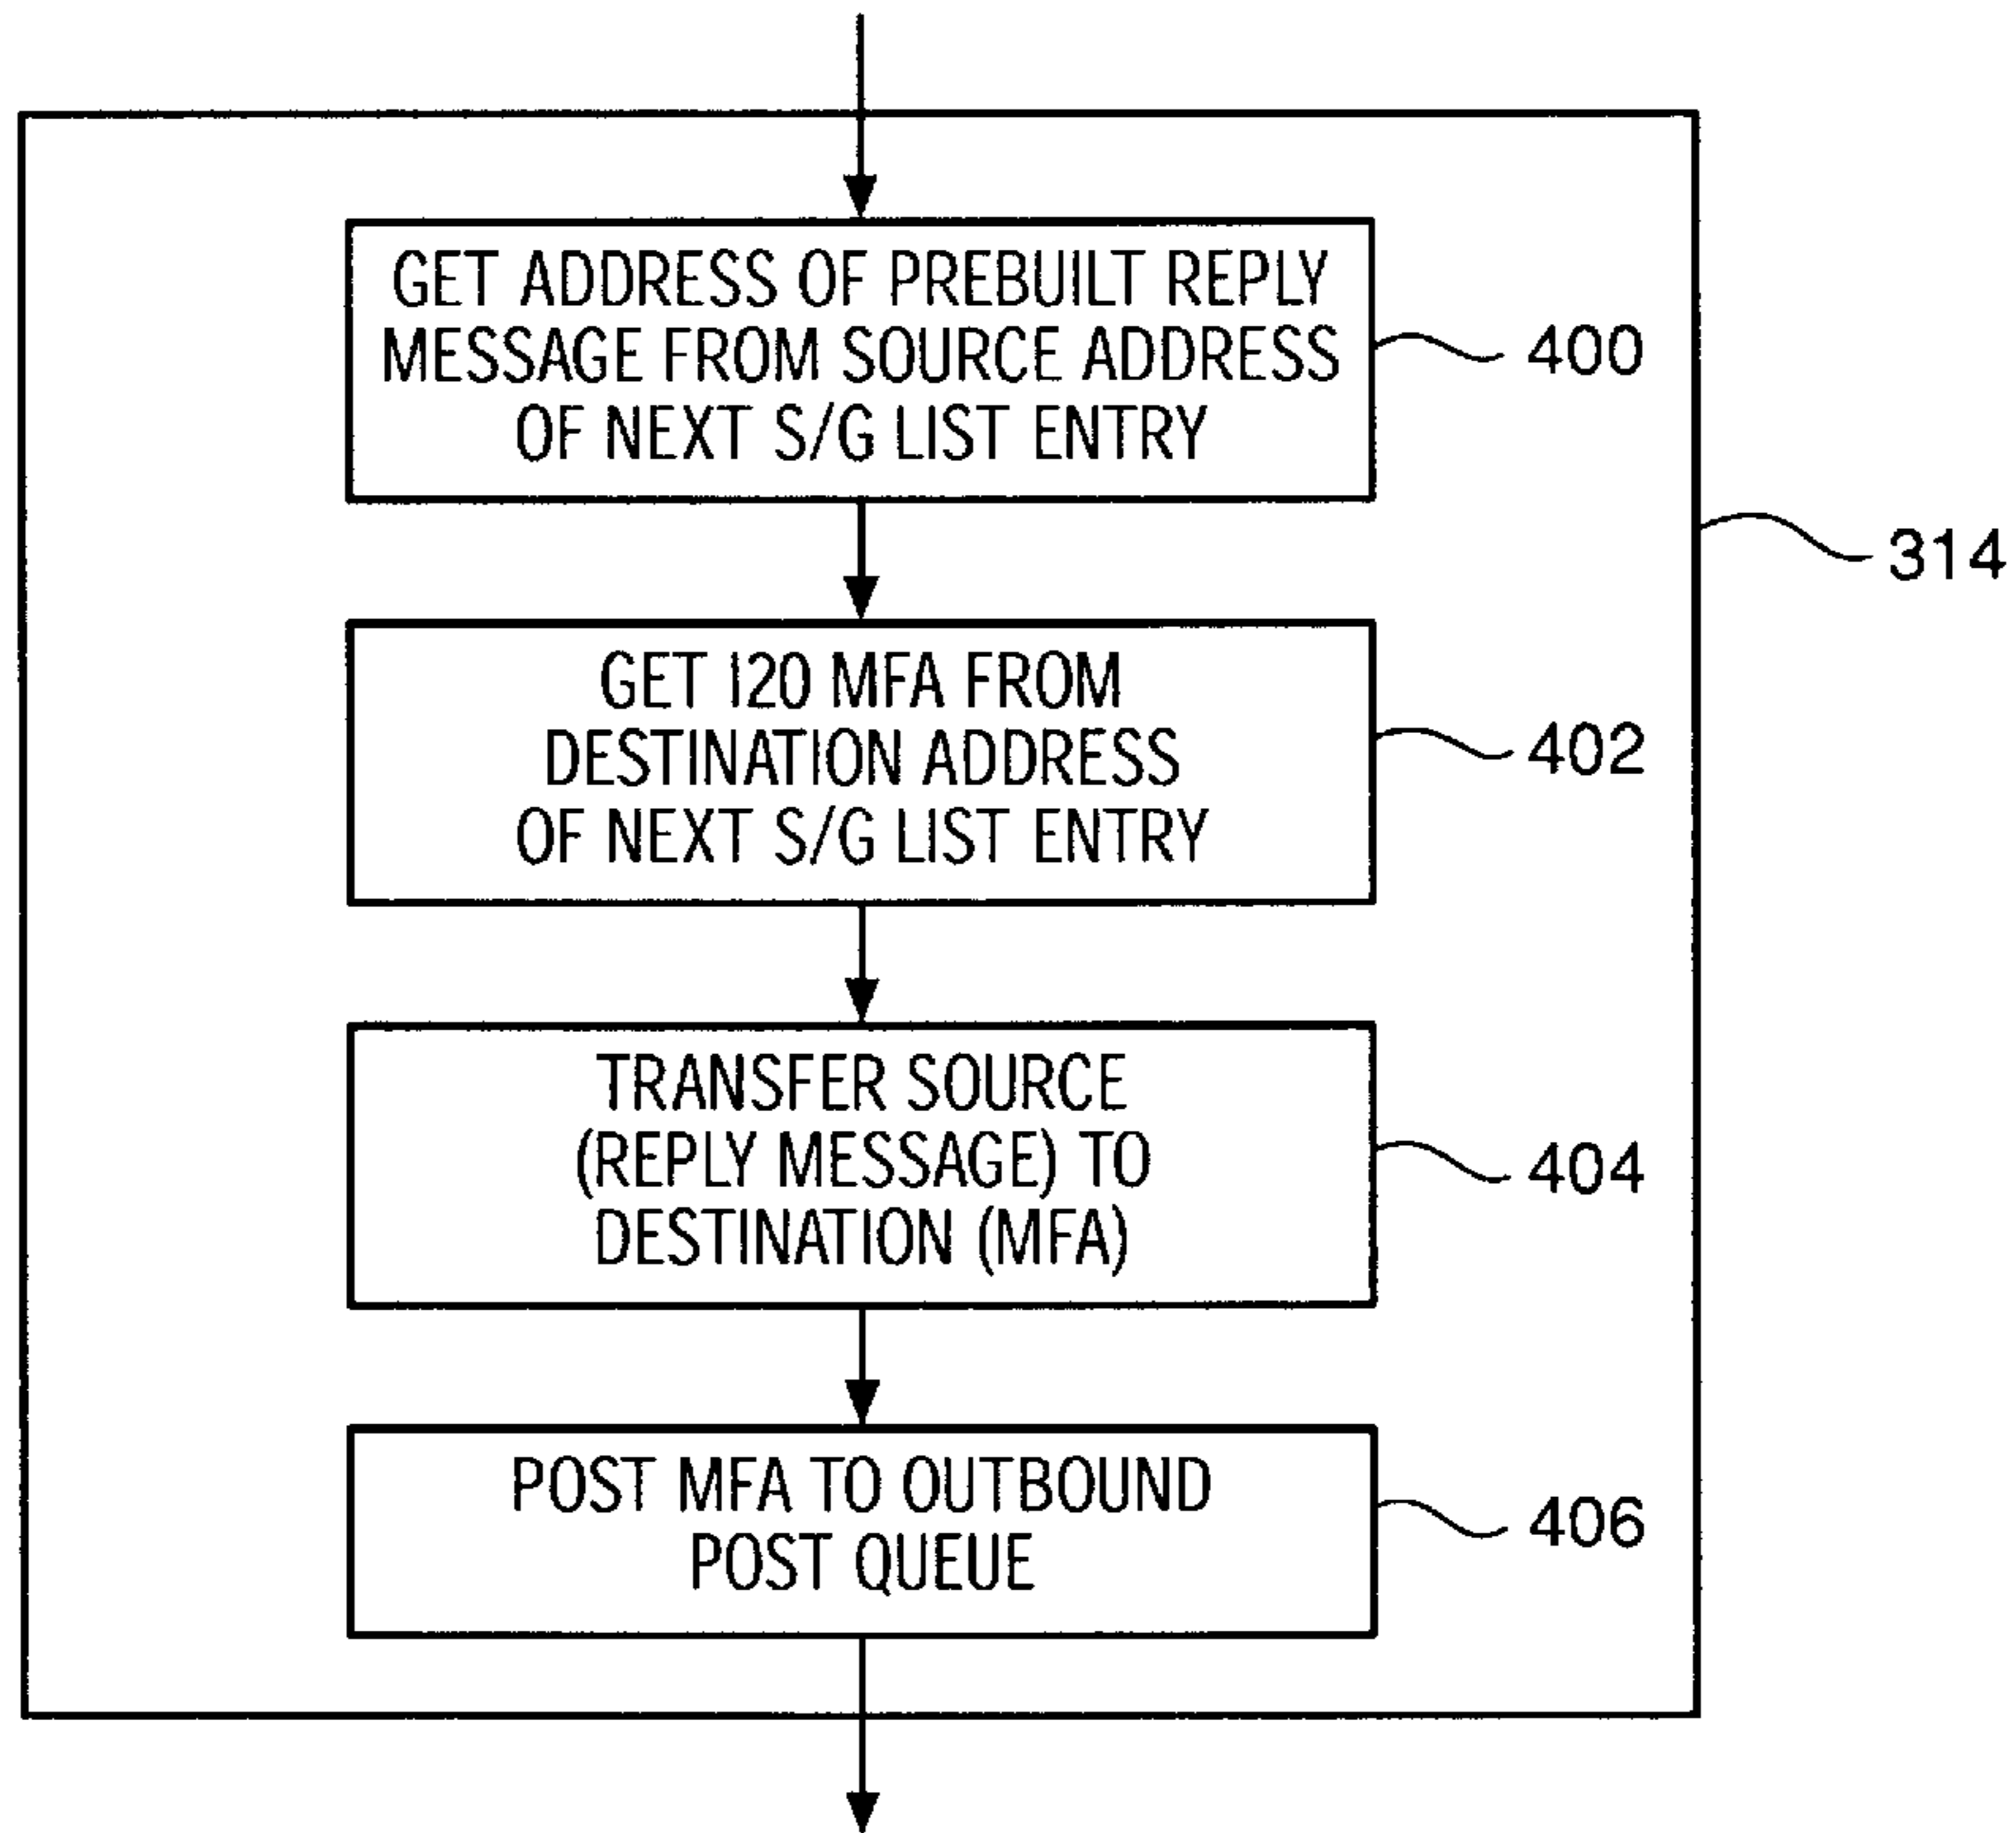 GET ADDRESS OF PREBUILT REPLY
MESSAGE FROM SOURCE ADDRESS
OF NEXT S/G LIST ENTRY
400
314
GET I20 MFA FROM
DESTINATION ADDRESS
OF NEXT S/G LIST ENTRY
402
TRANSFER SOURCE
(REPLY MESSAGE) TO
DESTINATION (MFA)
404
POST MFA TO OUTBOUND
POST QUEUE
406